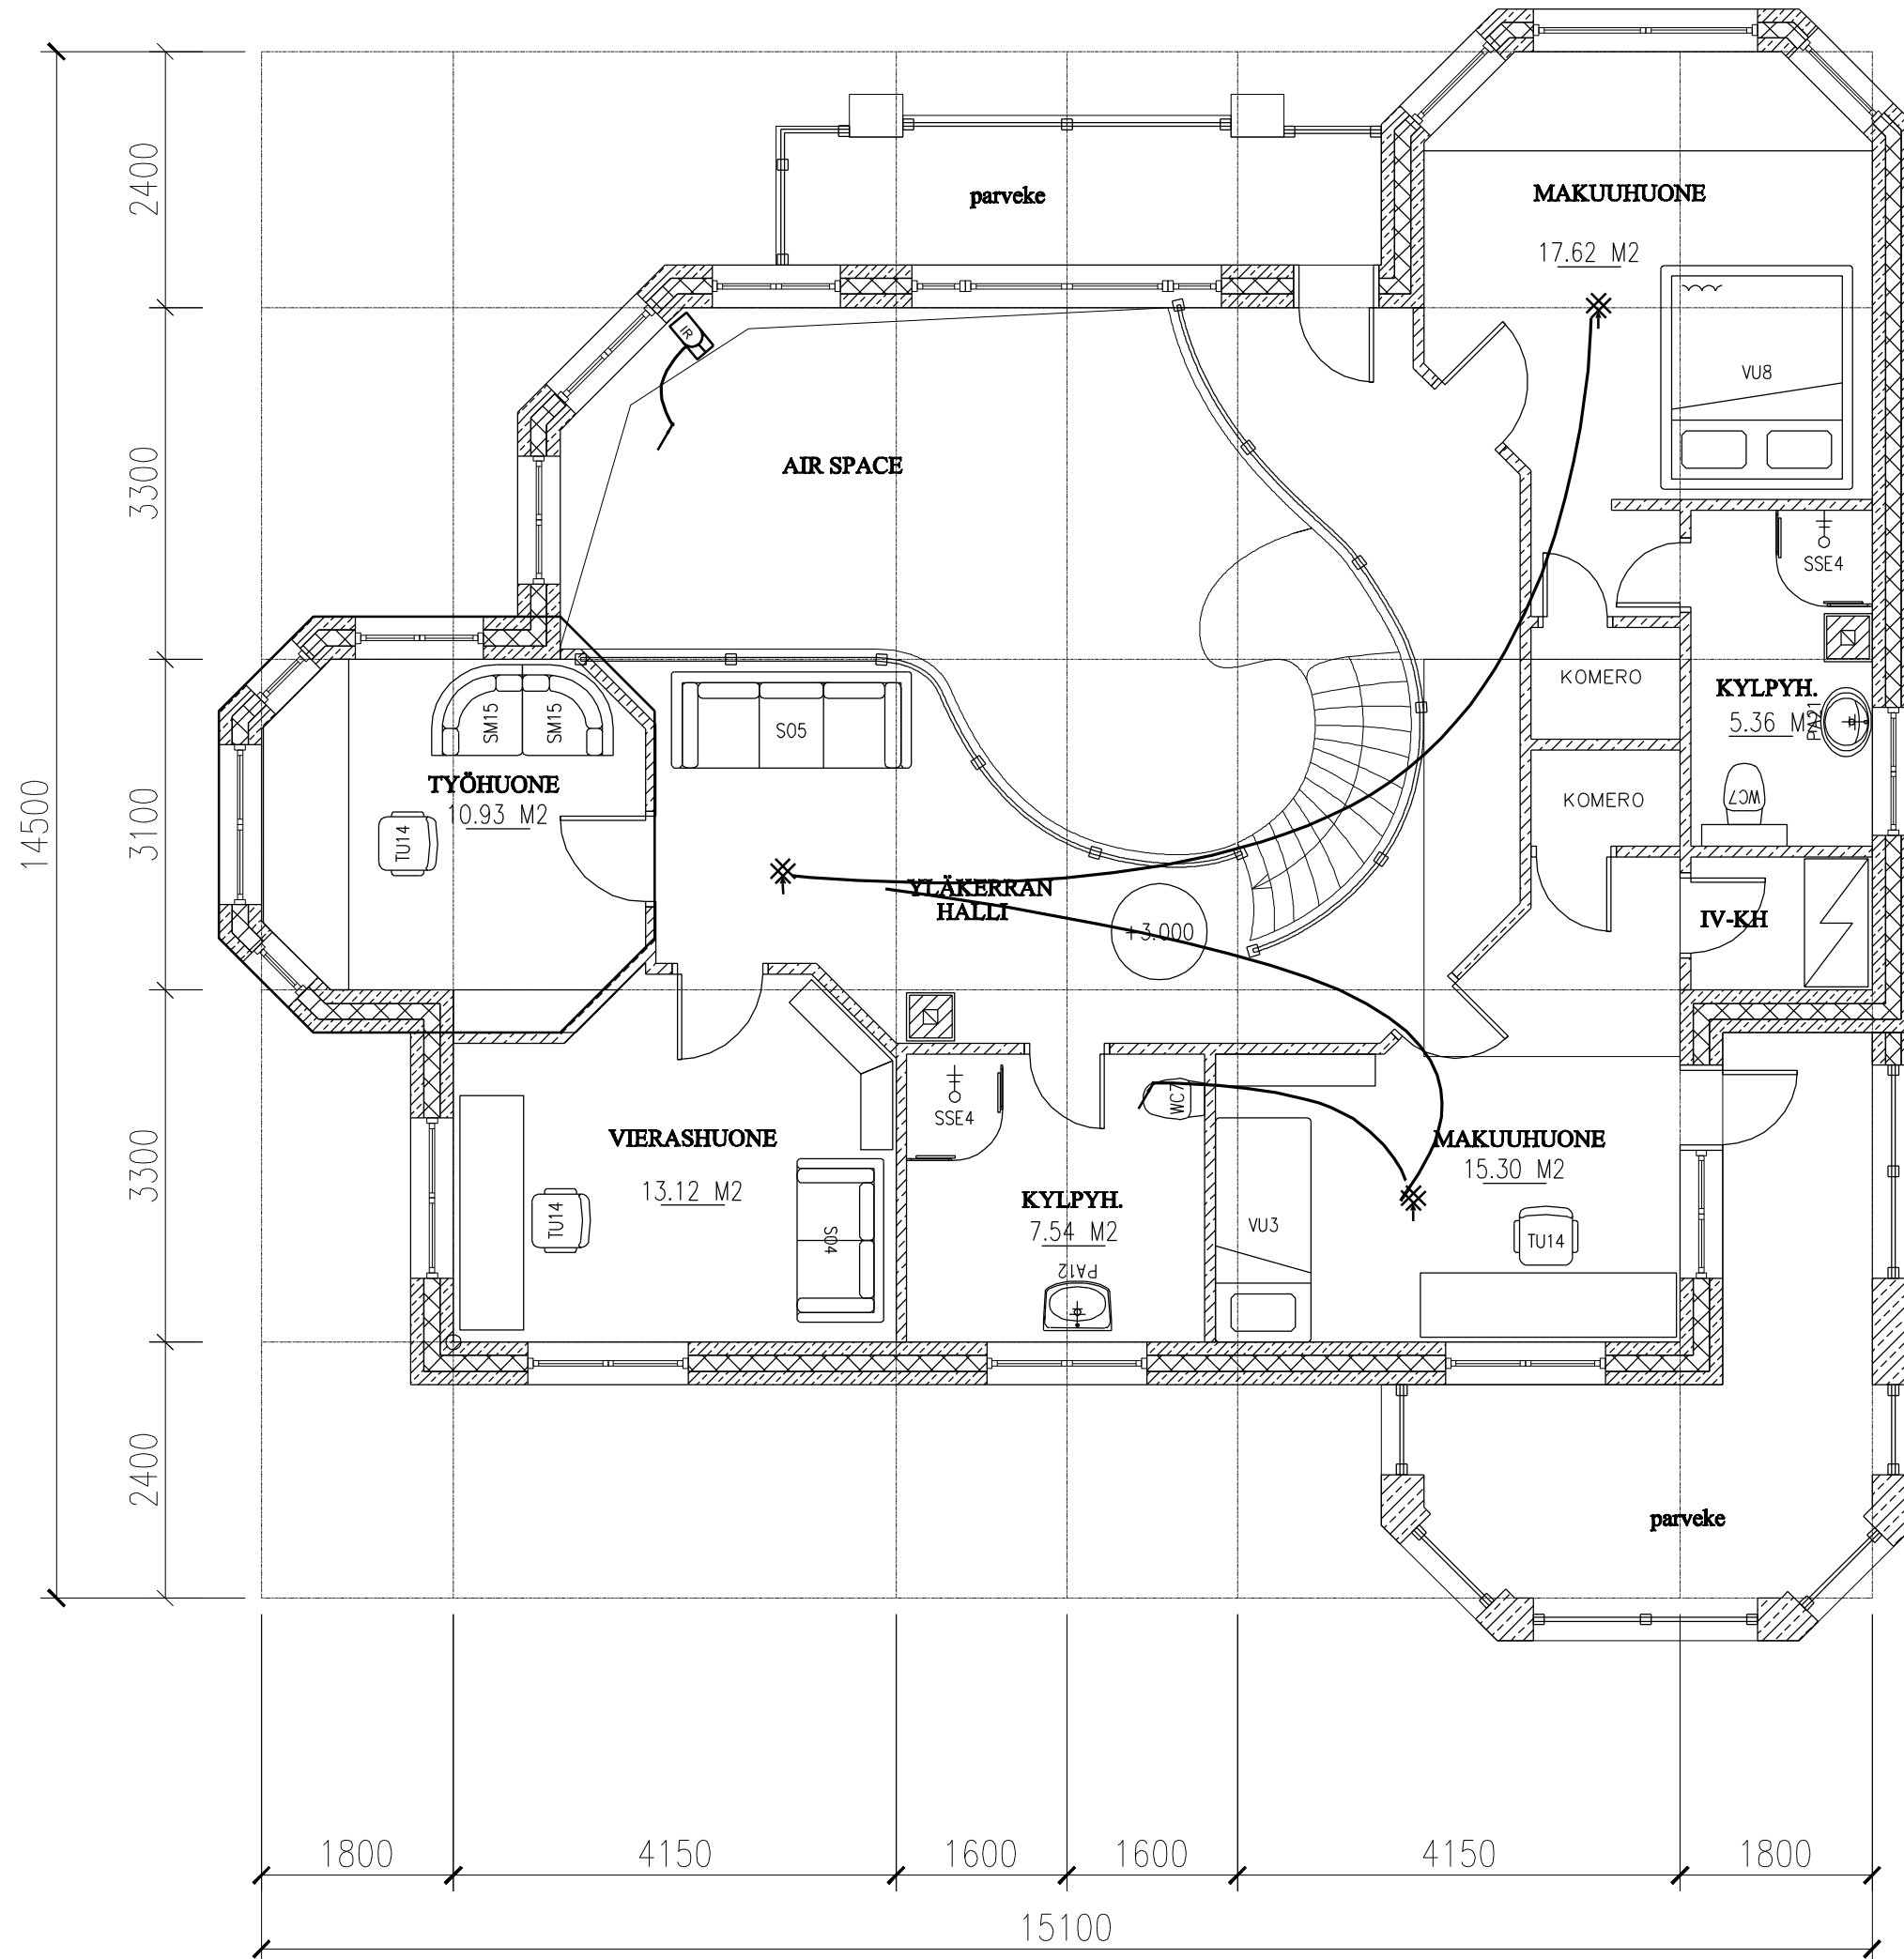 2400
3300
3100
3300
2400
14500
parveke
MAKUUHUONE
17.62 M2
IR
VU8
AIR SPACE
SSE4
KOMERO
KYLPYH.
5.36 M2
PA21
SM15
SM15
S05
TYÖHUONE
10.93 M2
TU14
KOMERO
WC7
YLÄKERRAN
HALLI
+3.000
IV-KH
SSE4
WC7
VIERASHUONE
13.12 M2
TU14
S04
KYLPYH.
7.54 M2
PA12
VU3
MAKUUHUONE
15.30 M2
TU14
parveke
1800
4150
1600
1600
4150
1800
15100